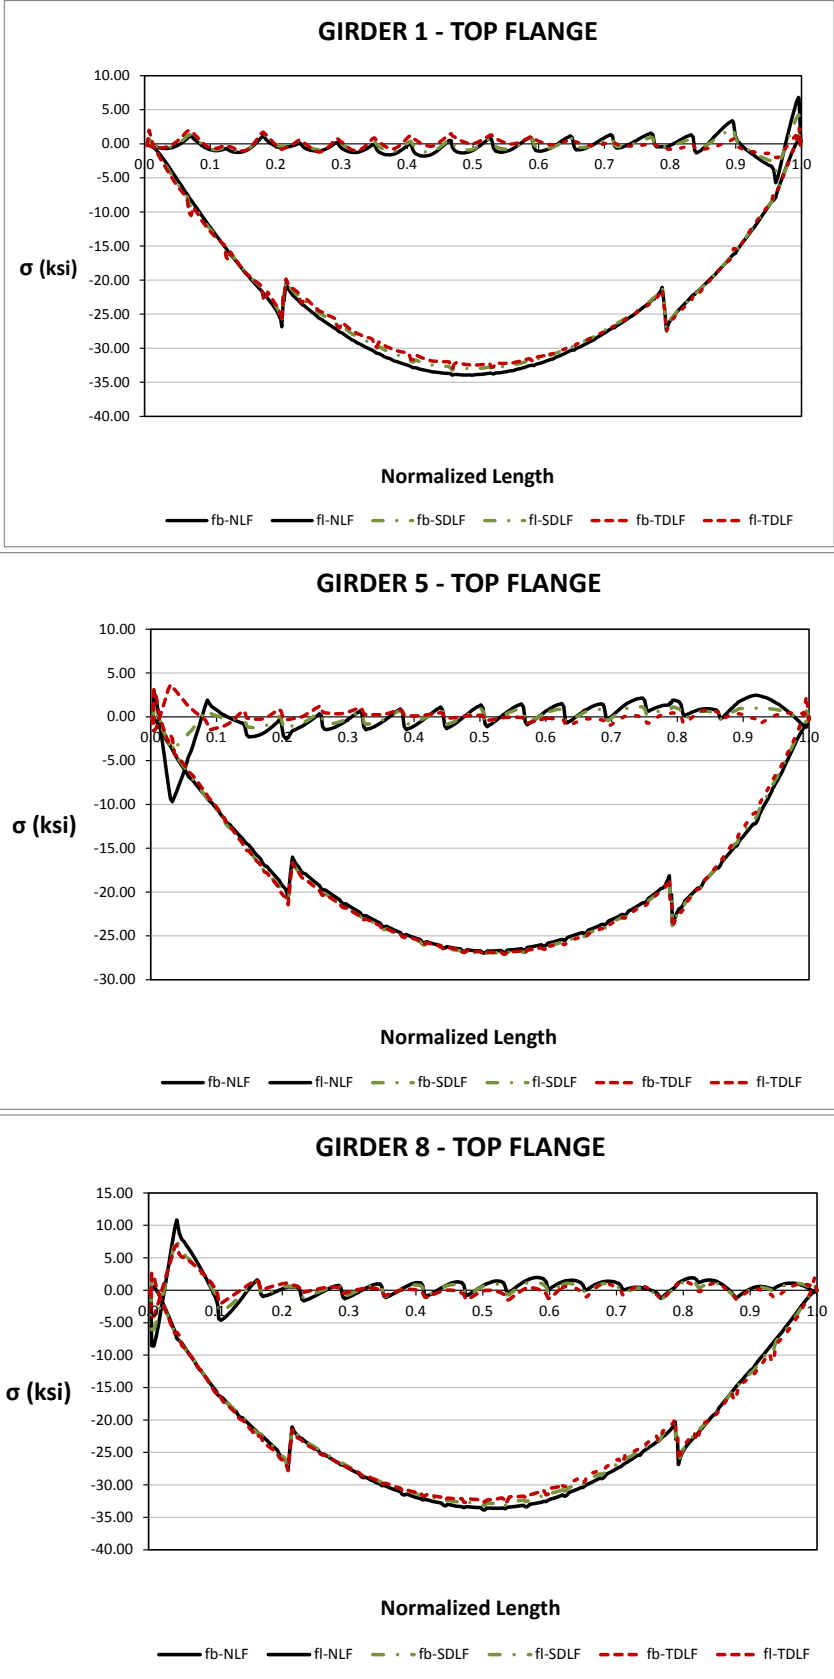 GIRDER 1 - TOP FLANGE
10.00
5.00
0.00
-5.00
-10.00
-15.00
-20.00
-25.00
-30.00
-35.00
-40.00
0.0 0.1 0.2 0.3 0.4 0.5 0.6 0.7 0.8 0.9 1.0
σ (ksi)
Normalized Length
fb-NLF fl-NLF fb-SDLF fl-SDLF fb-TDLF fl-TDLF
GIRDER 5 - TOP FLANGE
10.00
5.00
0.00
-5.00
-10.00
-15.00
-20.00
-25.00
-30.00
0.0 0.1 0.2 0.3 0.4 0.5 0.6 0.7 0.8 0.9 1.0
σ (ksi)
Normalized Length
fb-NLF fl-NLF fb-SDLF fl-SDLF fb-TDLF fl-TDLF
GIRDER 8 - TOP FLANGE
15.00
10.00
5.00
0.00
-5.00
-10.00
-15.00
-20.00
-25.00
-30.00
-35.00
-40.00
0.0 0.1 0.2 0.3 0.4 0.5 0.6 0.7 0.8 0.9 1.0
σ (ksi)
Normalized Length
fb-NLF fl-NLF fb-SDLF fl-SDLF fb-TDLF fl-TDLF